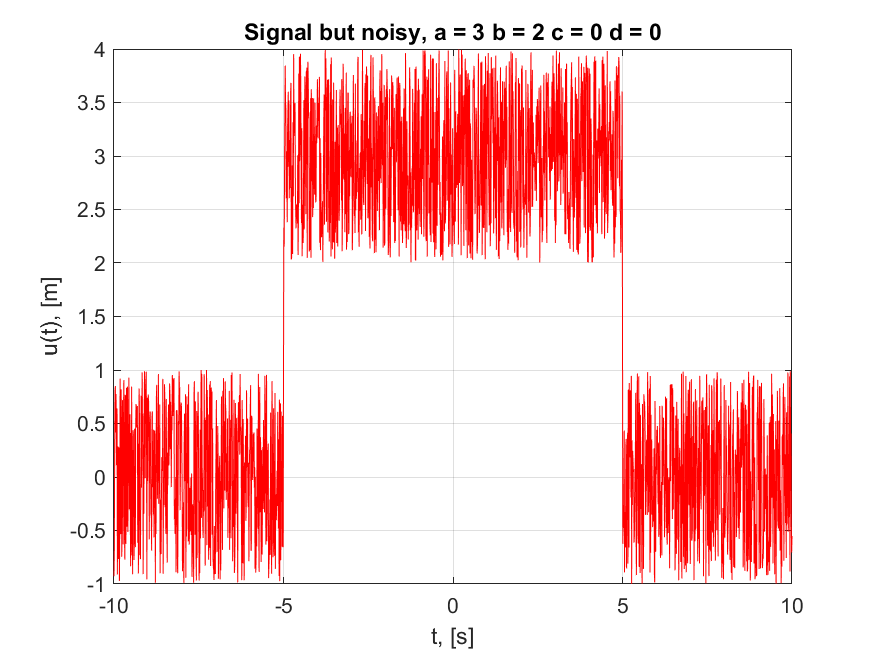 Signal but noisy, a = 3 b = 2 c = 0 d = 0
4
3.5
3
2.5
2
1.5
1
0.5
0
-0.5
-1
u(t), [m]
-10 -5 0 5 10
t, [s]